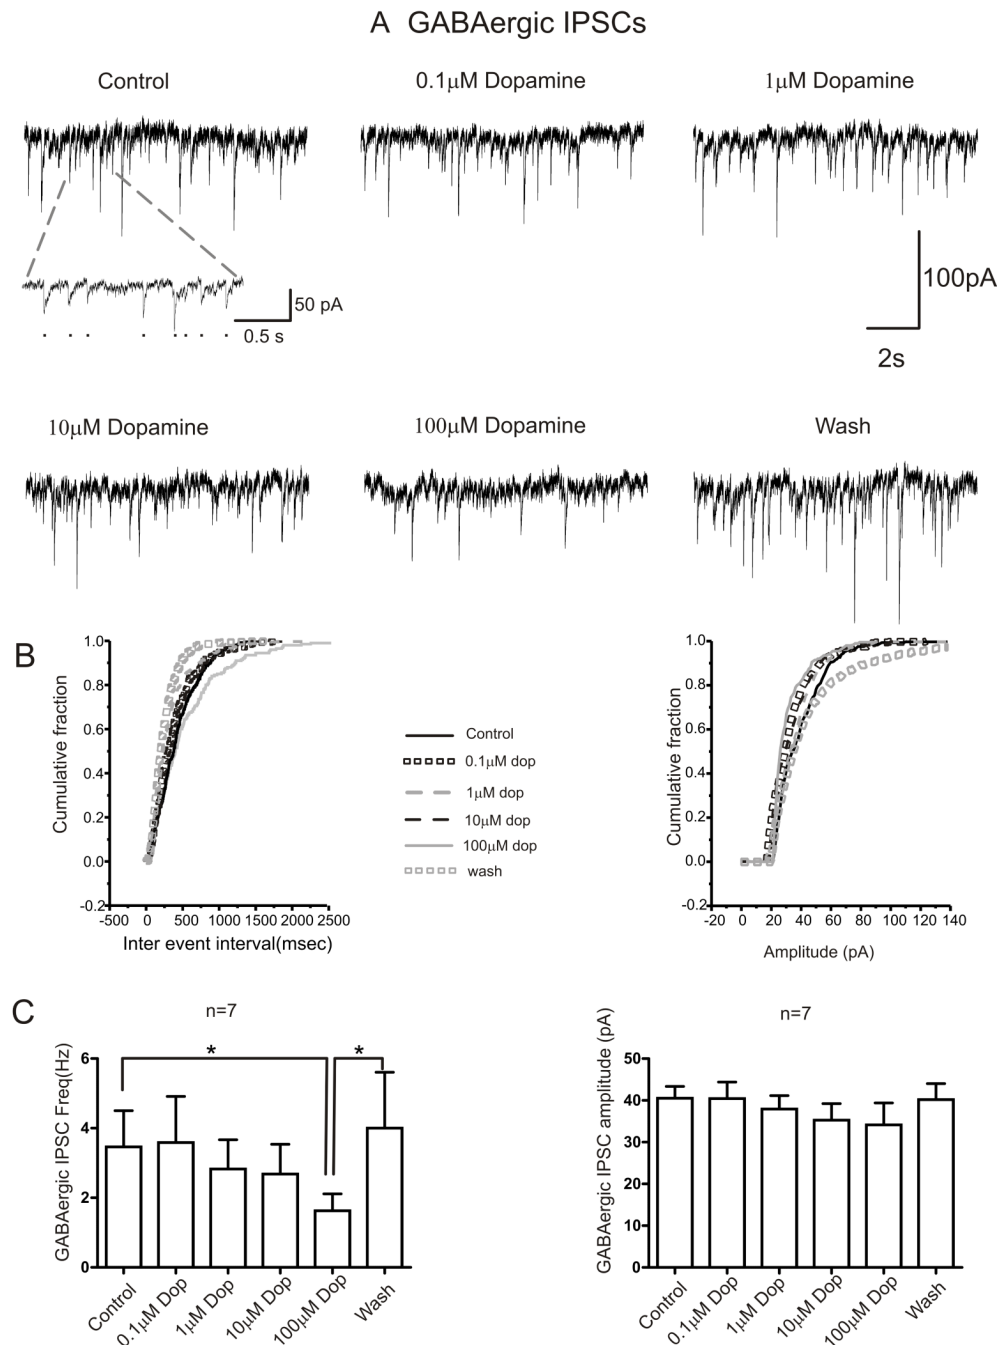 A GABAergic IPSCs
Control
0.1μM Dopamine
1μM Dopamine
50 pA
0.5 s
100pA
2s
10μM Dopamine
100μM Dopamine
Wash
B
Cumulative fraction
1.0
0.8
0.6
0.4
0.2
0.0
-0.2
-500 0 500 1000 1500 2000 2500
Inter event interval(msec)
Control
0.1μM dop
1μM dop
10μM dop
100μM dop
wash
Cumulative fraction
1.0
0.8
0.6
0.4
0.2
0.0
-0.2
-20 0 20 40 60 80 100 120 140
Amplitude (pA)
C
n=7
GABAergic IPSC Freq(Hz)
6
4
2
0
*
*
Control
0.1μM Dop
1μM Dop
10μM Dop
100μM Dop
Wash
n=7
GABAergic IPSC amplitude (pA)
50
40
30
20
10
0
Control
0.1μM Dop
1μM Dop
10μM Dop
100μM Dop
Wash